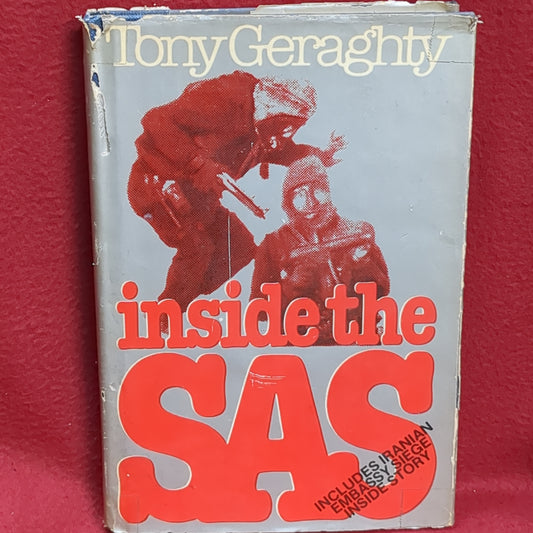 Tony Geraghty
inside the
SAS
INCLUDES IRANIAN
EMBASSY SIEGE
INSIDE STORY